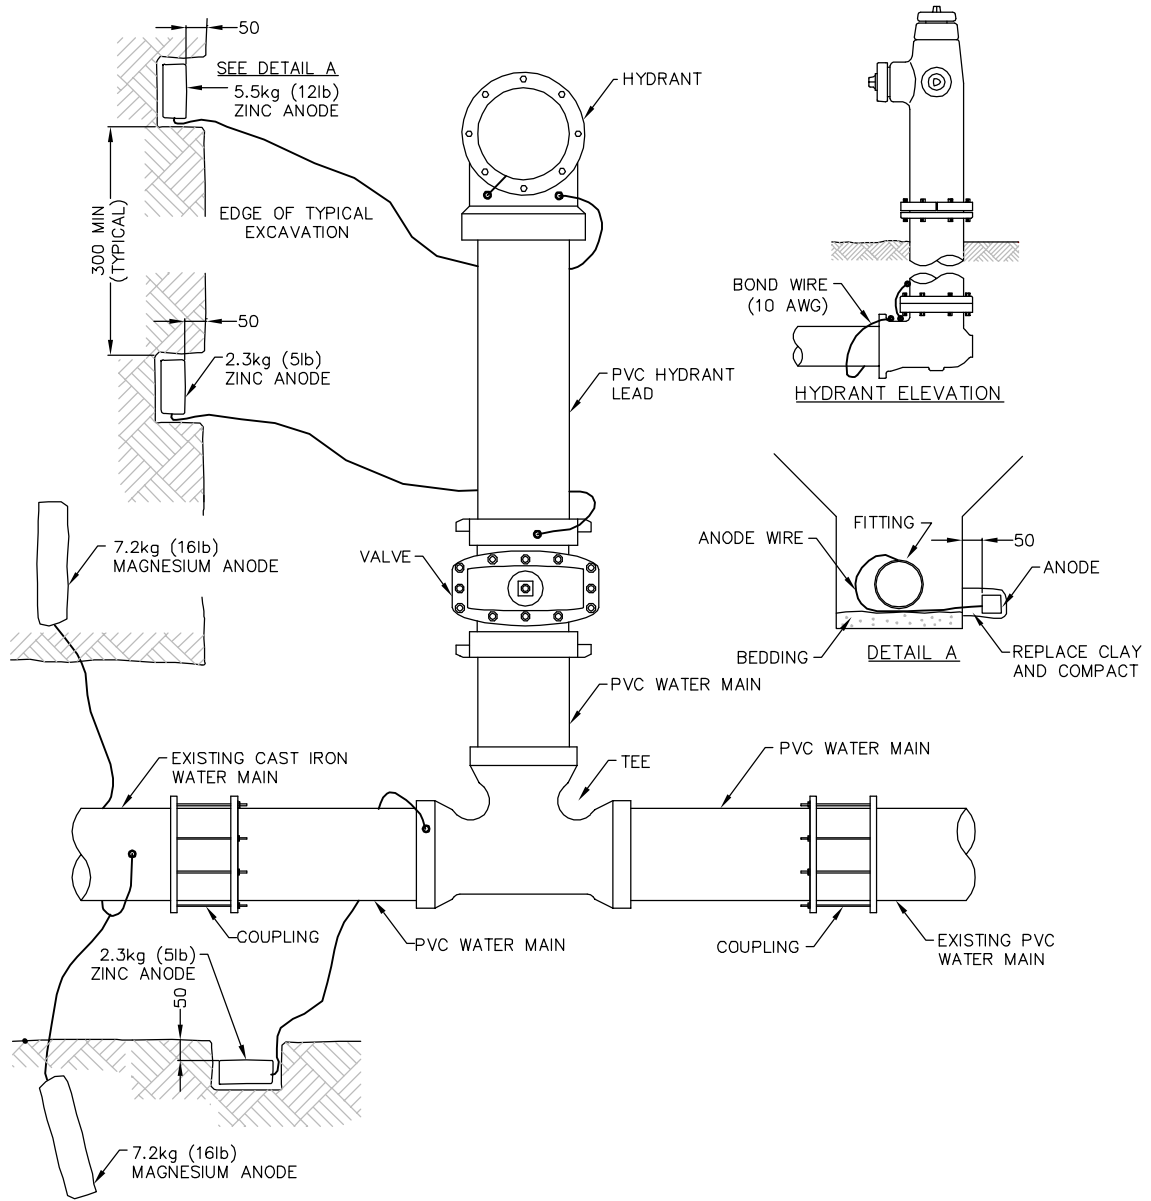 50
SEE DETAIL A
5.5kg (12lb)
ZINC ANODE
HYDRANT
EDGE OF TYPICAL
EXCAVATION
300 MIN
(TYPICAL)
BOND WIRE
(10 AWG)
50
2.3kg (5lb)
ZINC ANODE
PVC HYDRANT
LEAD
HYDRANT ELEVATION
7.2kg (16lb)
MAGNESIUM ANODE
VALVE
FITTING
ANODE WIRE
50
ANODE
BEDDING
DETAIL A
REPLACE CLAY
AND COMPACT
PVC WATER MAIN
EXISTING CAST IRON
WATER MAIN
TEE
PVC WATER MAIN
COUPLING
PVC WATER MAIN
COUPLING
EXISTING PVC
WATER MAIN
2.3kg (5lb)
ZINC ANODE
50
7.2kg (16lb)
MAGNESIUM ANODE